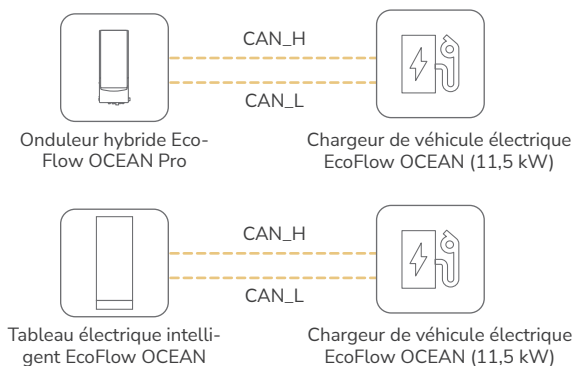 CAN_H
CAN_L
Onduleur hybride Eco-
Flow OCEAN Pro
Chargeur de véhicule électrique
EcoFlow OCEAN (11,5 kW)
CAN_H
CAN_L
Tableau électrique intelli-
gent EcoFlow OCEAN
Chargeur de véhicule électrique
EcoFlow OCEAN (11,5 kW)